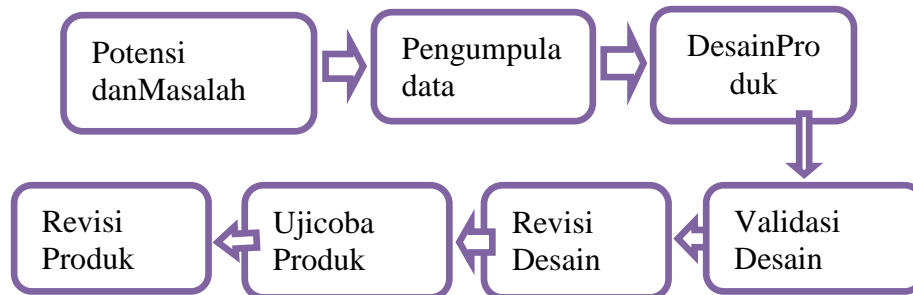 Potensi
danMasalah
Pengumpula
data
DesainPro
duk
Validasi
Desain
Revisi
Desain
Ujicoba
Produk
Revisi
Produk